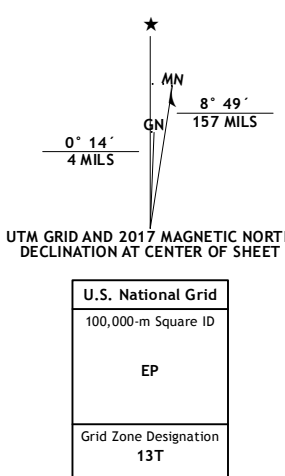 MN
GN
8° 49´
157 MILS
0° 14´
4 MILS
UTM GRID AND 2017 MAGNETIC NORT
DECLINATION AT CENTER OF SHEET
U.S. National Grid
100,000-m Square ID
EP
Grid Zone Designation
13T